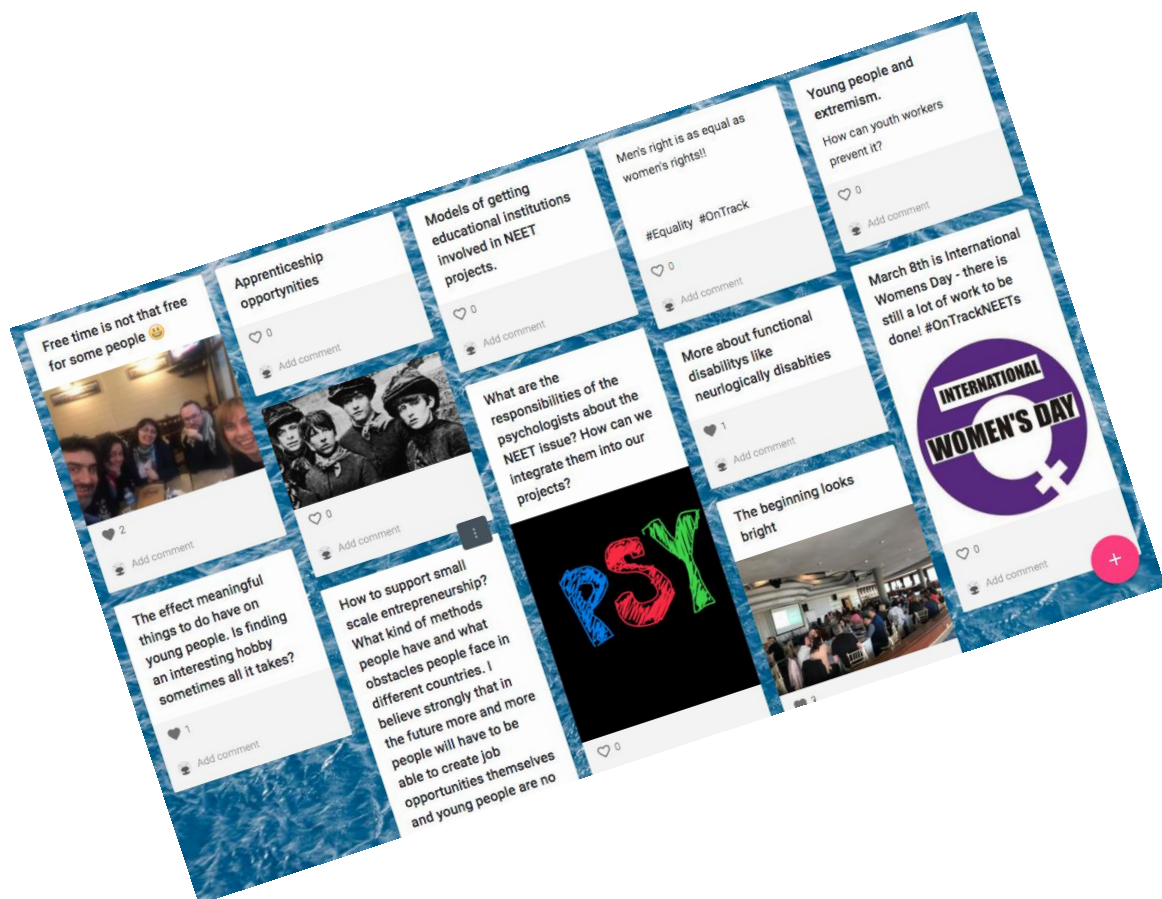 Free time is not that free
for some people 😀
2
Add comment
The effect meaningful
things to do have on
young people. Is finding
an interesting hobby
sometimes all it takes?
1
Add comment
Apprenticeship
opportynities
0
Add comment
0
Add comment
How to support small
scale entrepreneurship?
What kind of methods
people have and what
obstacles people face in
different countries. I
believe strongly that in
the future more and more
people will have to be
able to create job
opportunities themselves
and young people are no
Models of getting
educational institutions
involved in NEET
projects.
0
Add comment
What are the
responsibilities of the
psychologists about the
NEET issue? How can we
integrate them into our
projects?
PSY
0
Men's right is as equal as
women's rights!!
#Equality #OnTrack
0
Add comment
More about functional
disabilitys like
neurlogically disabities
1
Add comment
The beginning looks
bright
Young people and
extremism.
How can youth workers
prevent it?
0
Add comment
March 8th is International
Womens Day - there is
still a lot of work to be
done! #OnTrackNEETs
INTERNATIONAL
WOMEN'S DAY
0
Add comment
+